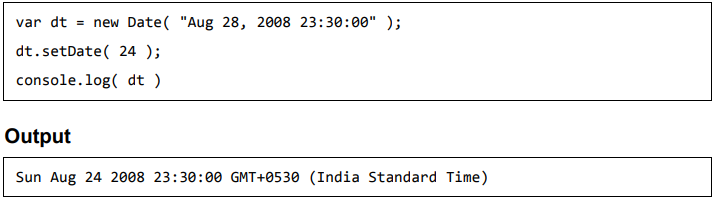 var dt = new Date( "Aug 28, 2008 23:30:00" );
dt.setDate( 24 );
console.log( dt )
Output
Sun Aug 24 2008 23:30:00 GMT+0530 (India Standard Time)